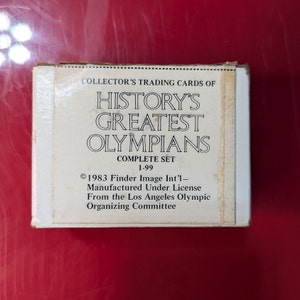 COLLECTOR'S TRADING CARDS OF
HISTORY'S
GREATEST
OLYMPIANS
COMPLETE SET
1-99
©1983 Finder Image Int'l—
Manufactured Under License
From the Los Angeles Olympic
Organizing Committee